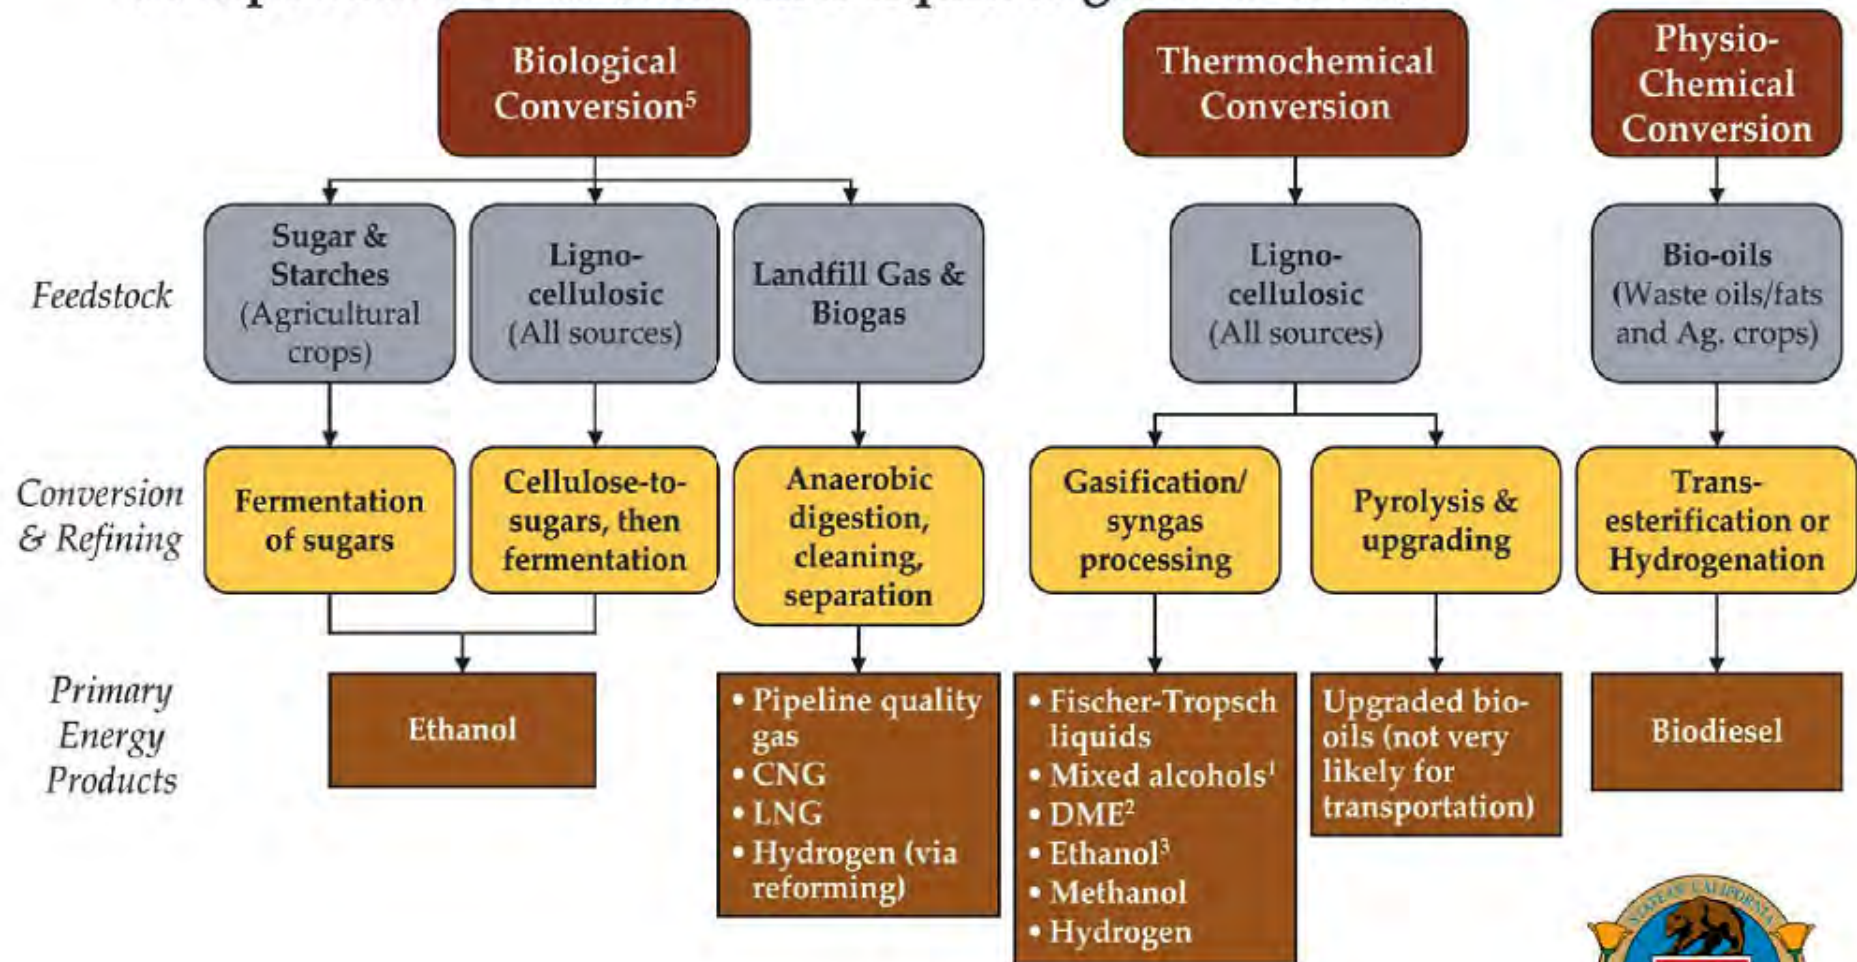 Biological
Conversion⁵
Thermochemical
Conversion
Physio-
Chemical
Conversion
Feedstock
Sugar &
Starches
(Agricultural
crops)
Ligno-
cellulosic
(All sources)
Landfill Gas &
Biogas
Ligno-
cellulosic
(All sources)
Bio-oils
(Waste oils/fats
and Ag. crops)
Conversion
& Refining
Fermentation
of sugars
Cellulose-to-
sugars, then
fermentation
Anaerobic
digestion,
cleaning,
separation
Gasification/
syngas
processing
Pyrolysis &
upgrading
Trans-
esterification or
Hydrogenation
Primary
Energy
Products
Ethanol
• Pipeline quality
gas
• CNG
• LNG
• Hydrogen (via
reforming)
• Fischer-Tropsch
liquids
• Mixed alcohols¹
• DME²
• Ethanol³
• Methanol
• Hydrogen
Upgraded bio-
oils (not very
likely for
transportation)
Biodiesel
STATE OF CALIFORNIA